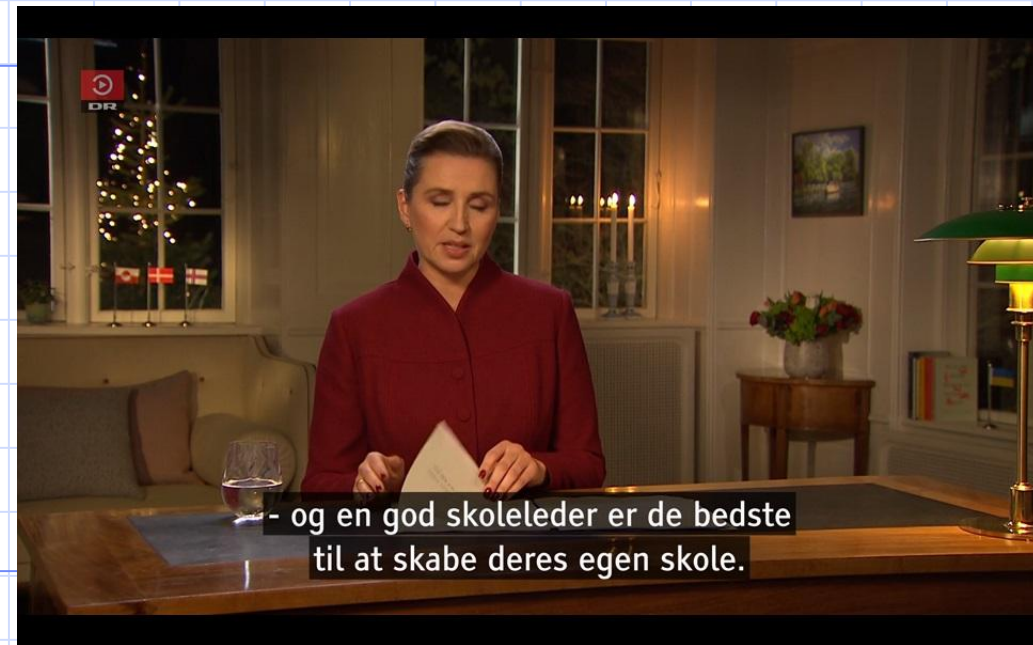 DR
- og en god skoleleder er de bedste
til at skabe deres egen skole.